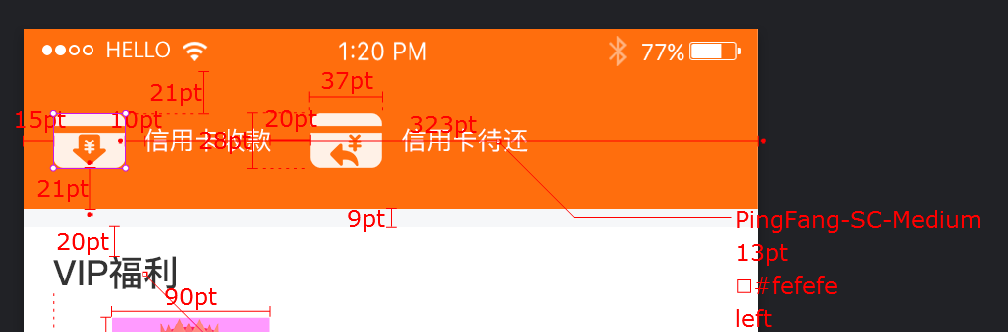 HELLO 1:20 PM 77%
37pt
21pt
15pt 10pt 信用卡收款 28pt 20pt 信用卡待还 323pt
¥ ¥
21pt
9pt
PingFang-SC-Medium
20pt
13pt
VIP福利
#fefefe
90pt
left